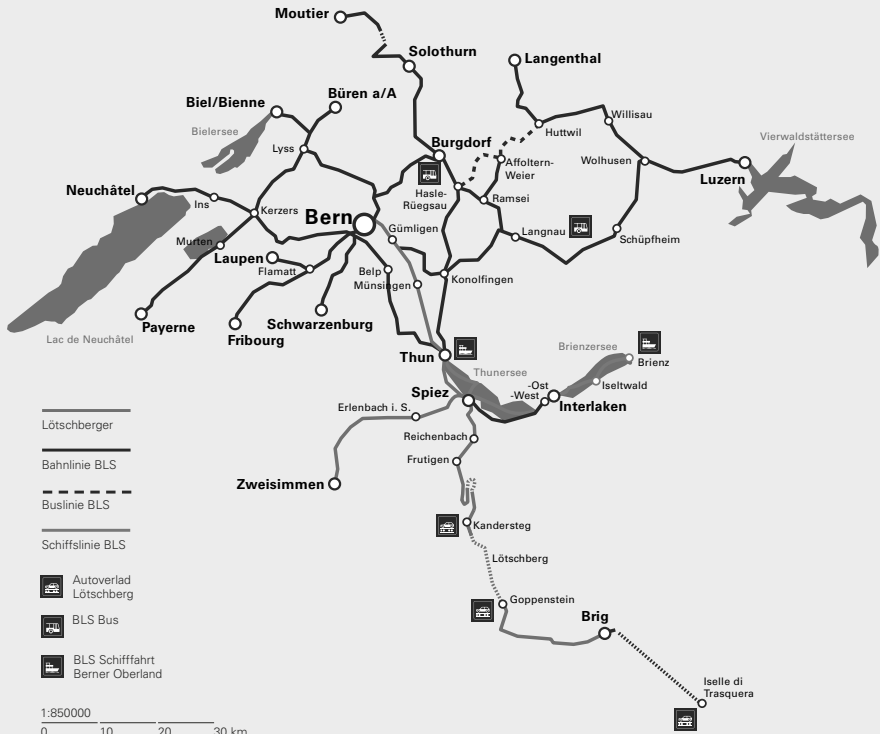 Moutier
Solothurn
Langenthal
Biel/Bienne
Büren a/A
Bielersee
Lyss
Burgdorf
Huttwil
Willisau
Vierwaldstättersee
Affoltern-
Weier
Wolhusen
Luzern
Neuchâtel
Ins
Kerzers
Hasle-
Rüegsau
Ramsei
Bern
Gümligen
Langnau
Schüpfheim
Murten
Laupen
Flamatt
Belp
Münsingen
Konolfingen
Payerne
Lac de Neuchâtel
Fribourg
Schwarzenburg
Thun
Thunersee
Brienzersee
Brienz
Iseltwald
-Ost
-West
Interlaken
Spiez
Erlenbach i. S.
Reichenbach
Frutigen
Zweisimmen
Kandersteg
Lötschberg
Goppenstein
Brig
Iselle di
Trasquera
Lötschberger
Bahnlinie BLS
Buslinie BLS
Schiffslinie BLS
Autoverlad
Lötschberg
BLS Bus
BLS Schifffahrt
Berner Oberland
1:850000
0 10 20 30 km